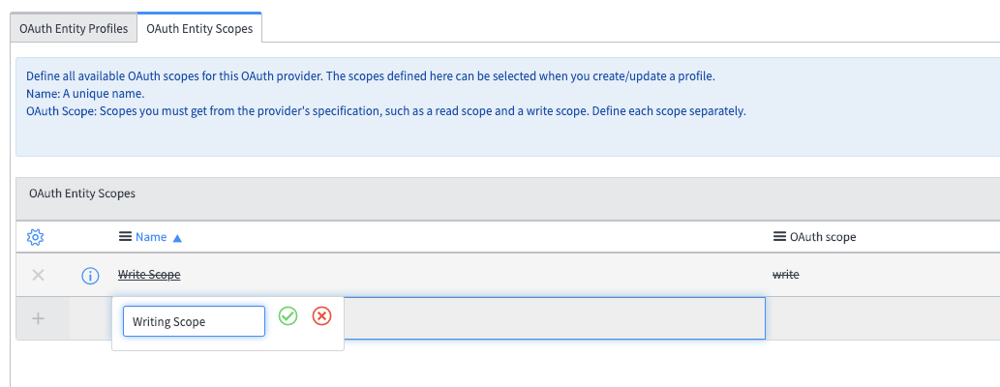 OAuth Entity Profiles
OAuth Entity Scopes
Define all available OAuth scopes for this OAuth provider. The scopes defined here can be selected when you create/update a profile.
Name: A unique name.
OAuth Scope: Scopes you must get from the provider's specification, such as a read scope and a write scope. Define each scope separately.
OAuth Entity Scopes
Name ▲ OAuth scope
Write Scope write
Writing Scope